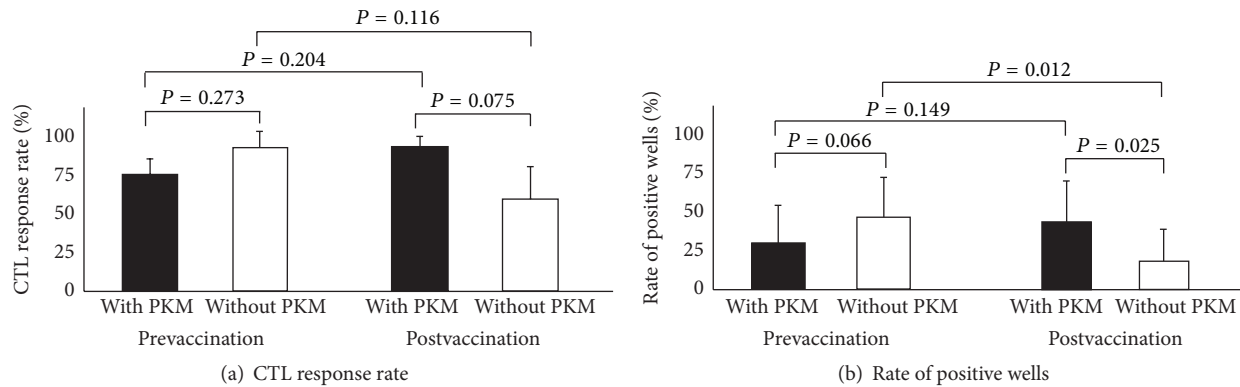 P = 0.116
P = 0.204
P = 0.273
P = 0.075
CTL response rate (%)
100
75
50
25
0
With PKM Without PKM With PKM Without PKM
Prevaccination Postvaccination
(a) CTL response rate
P = 0.012
P = 0.149
P = 0.066
P = 0.025
Rate of positive wells (%)
100
75
50
25
0
With PKM Without PKM With PKM Without PKM
Prevaccination Postvaccination
(b) Rate of positive wells